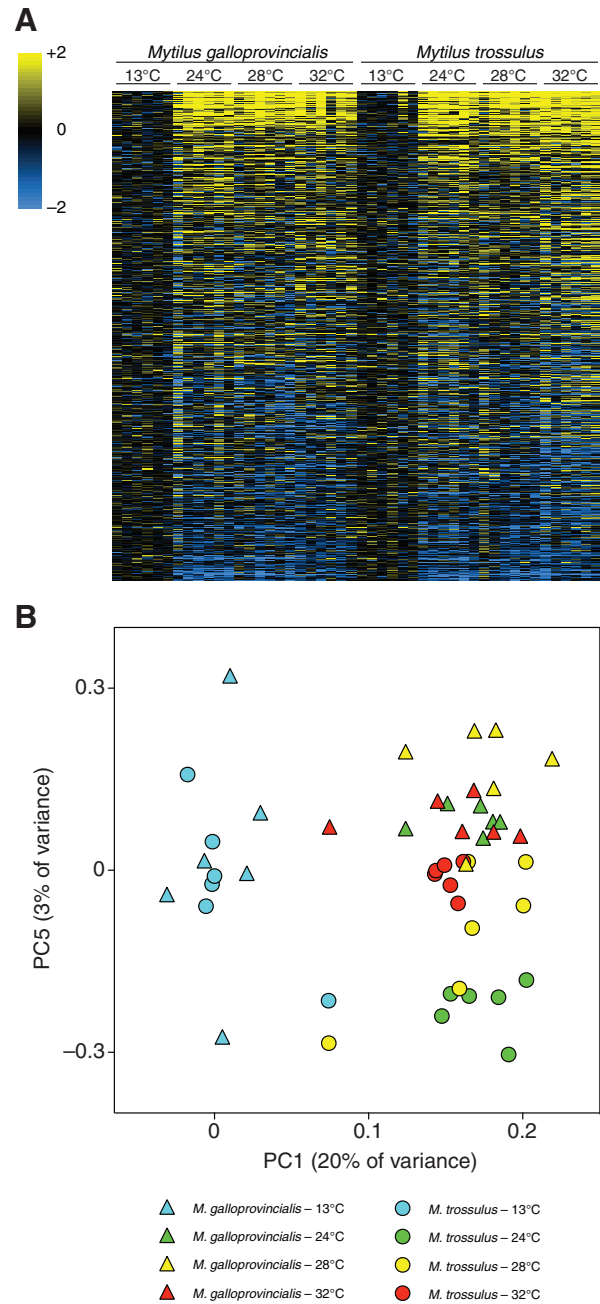 A
Mytilus galloprovincialis Mytilus trossulus
13°C 24°C 28°C 32°C 13°C 24°C 28°C 32°C
+2
0
–2
B
0.3
0
–0.3
PC5 (3% of variance)
0 0.1 0.2
PC1 (20% of variance)
M. galloprovincialis – 13°C M. trossulus – 13°C
M. galloprovincialis – 24°C M. trossulus – 24°C
M. galloprovincialis – 28°C M. trossulus – 28°C
M. galloprovincialis – 32°C M. trossulus – 32°C